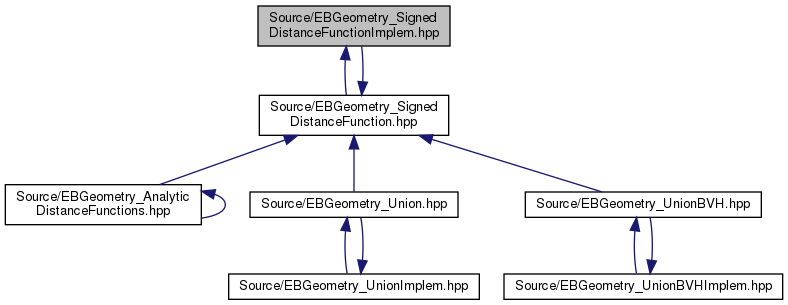 Source/EBGeometry_Signed
DistanceFunctionImplem.hpp
Source/EBGeometry_Signed
DistanceFunction.hpp
Source/EBGeometry_Analytic
DistanceFunctions.hpp
Source/EBGeometry_Union.hpp
Source/EBGeometry_UnionBVH.hpp
Source/EBGeometry_UnionImplem.hpp
Source/EBGeometry_UnionBVHImplem.hpp